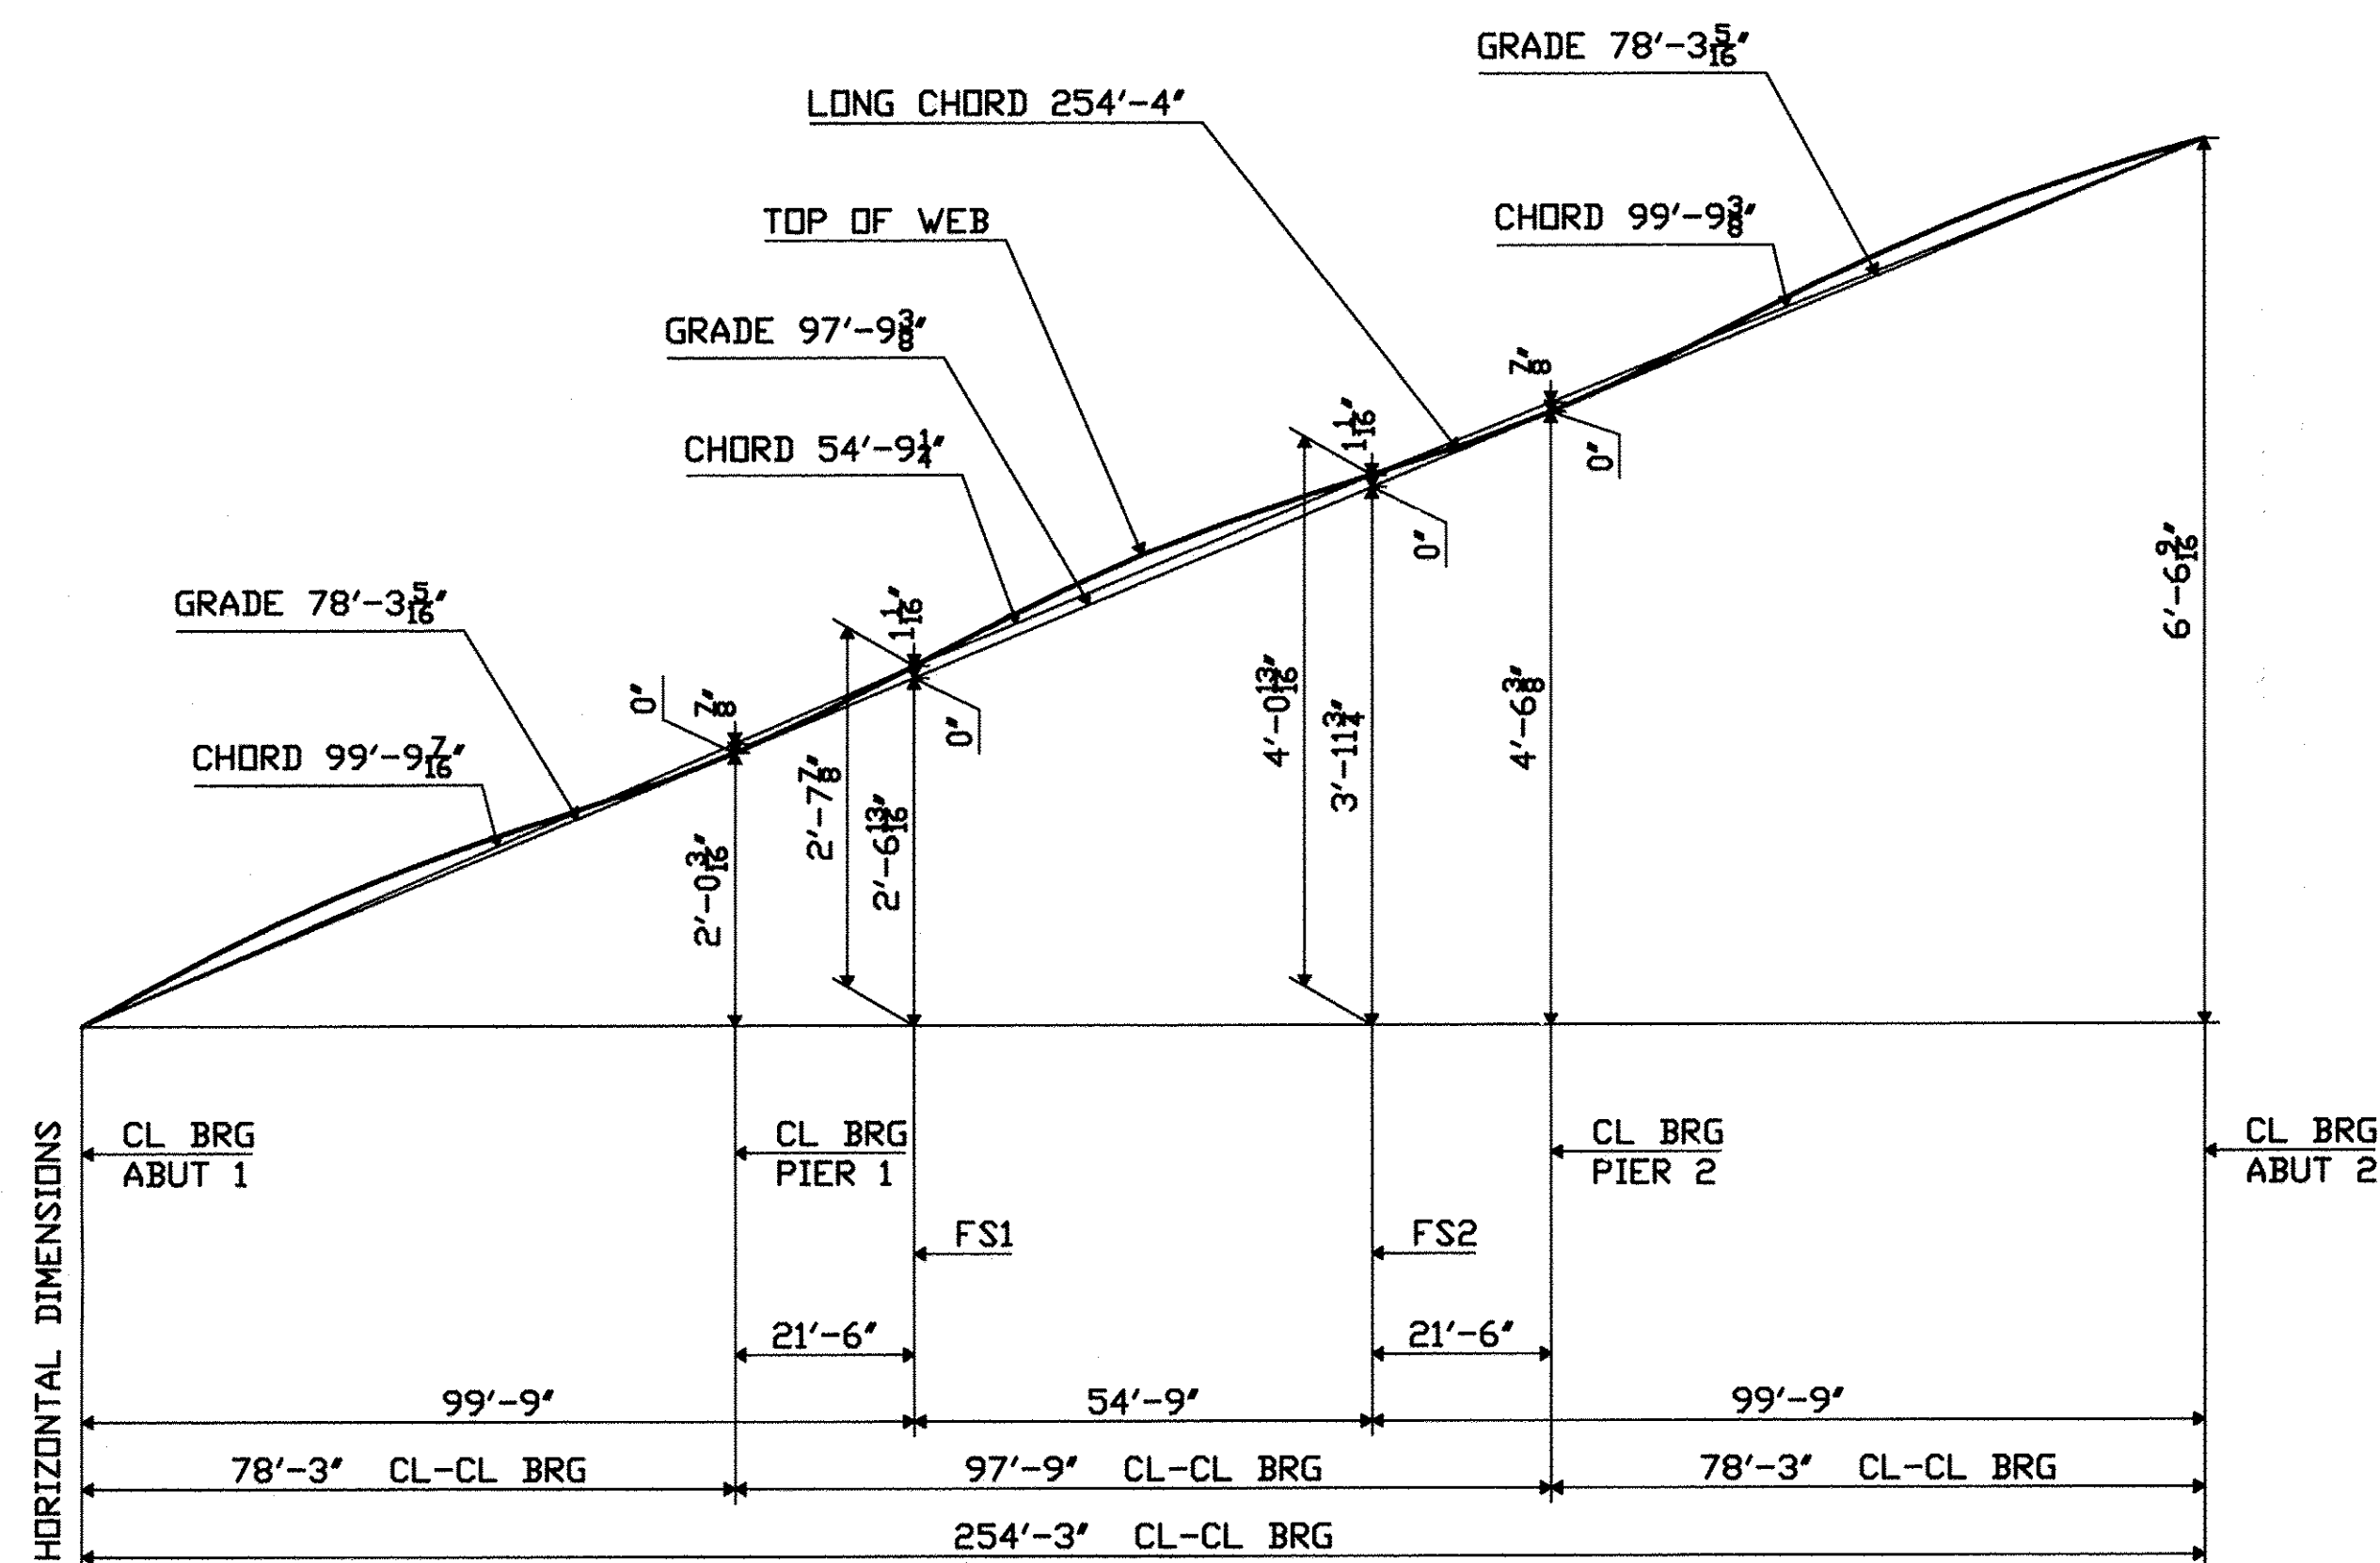 GRADE 78'-3 5/16"
LONG CHORD 254'-4"
TOP OF WEB
CHORD 99'-9 3/8"
GRADE 97'-9 3/8"
CHORD 54'-9 1/4"
7/8"
0"
1 1/16"
0"
6'-6 9/16"
GRADE 78'-3 5/16"
1 1/16"
0"
7/8"
0"
CHORD 99'-9 7/16"
2'-0 3/16"
2'-7 7/8"
2'-6 13/16"
4'-0 13/16"
3'-11 3/4"
4'-6 3/8"
HORIZONTAL DIMENSIONS
CL BRG
ABUT 1
CL BRG
PIER 1
CL BRG
PIER 2
CL BRG
ABUT 2
FS1
FS2
21'-6"
21'-6"
99'-9"
54'-9"
99'-9"
78'-3" CL-CL BRG
97'-9" CL-CL BRG
78'-3" CL-CL BRG
254'-3" CL-CL BRG